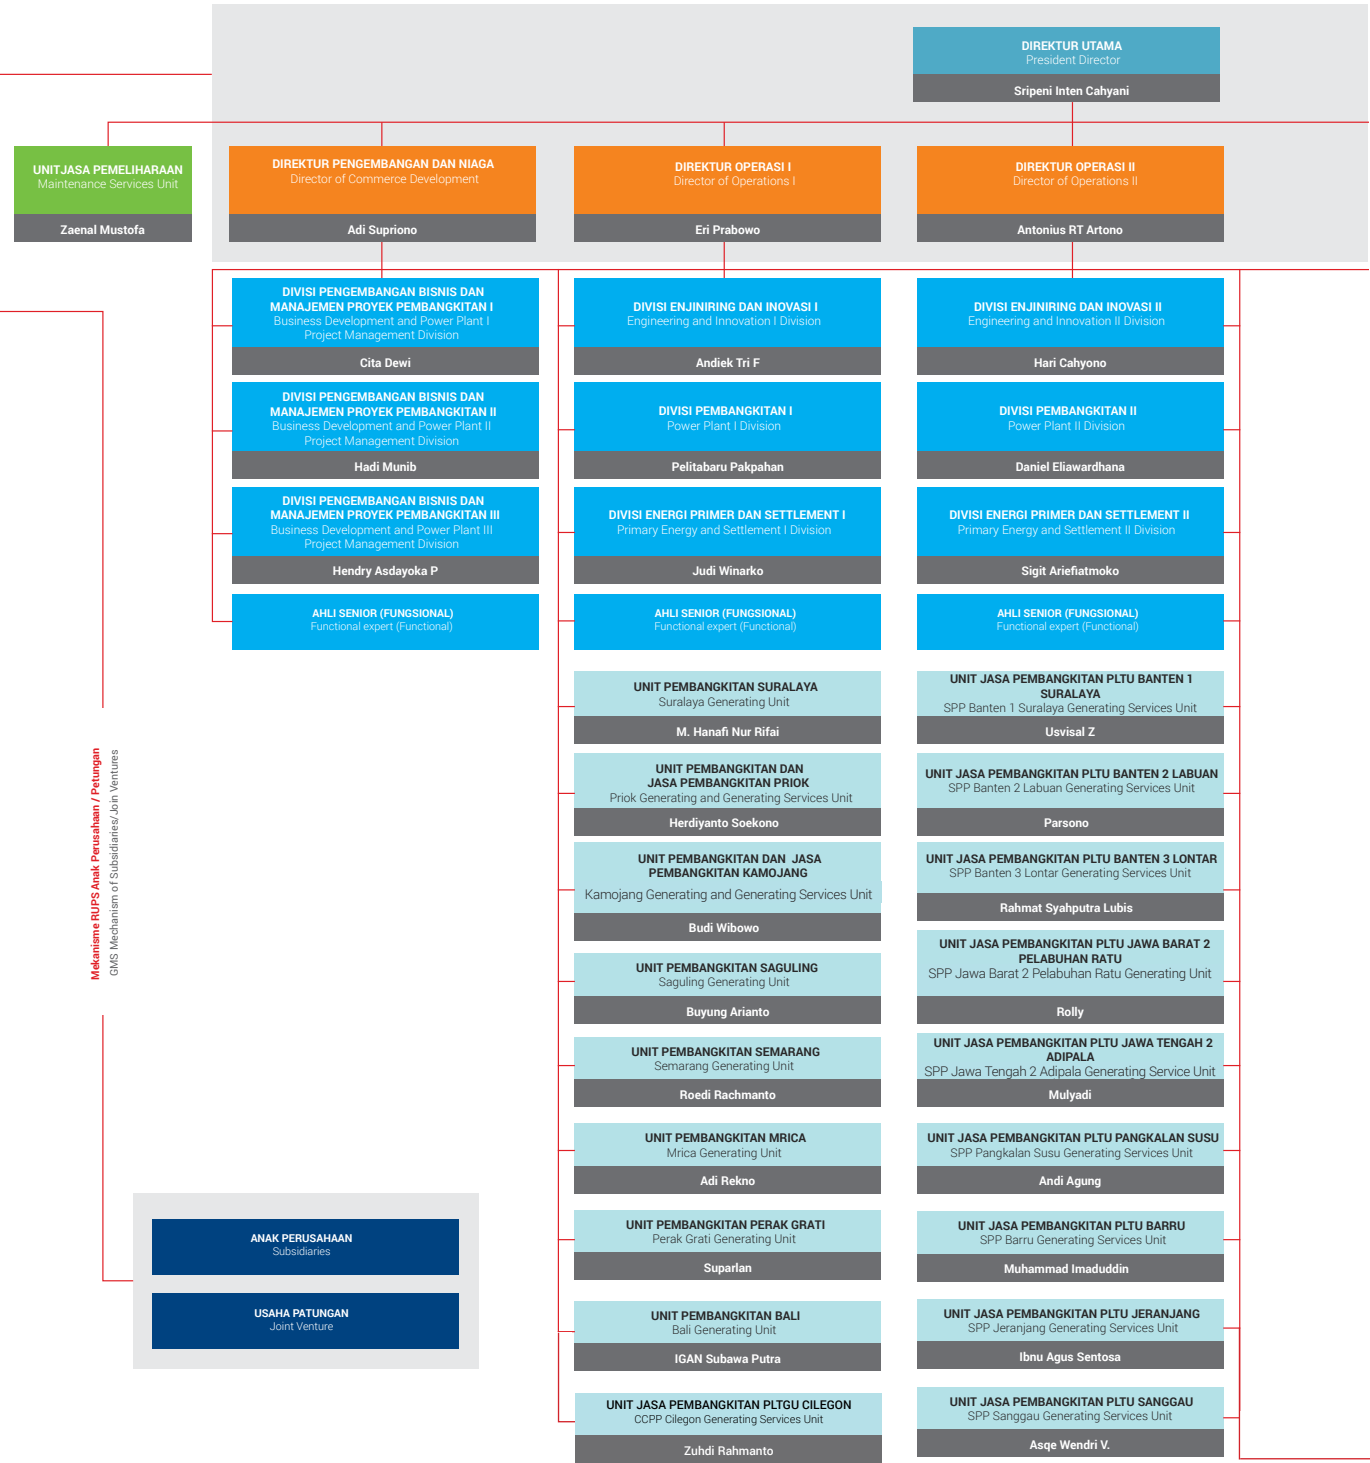 DIREKTUR UTAMA
President Director
Sripeni Inten Cahyani
UNIT JASA PEMELIHARAAN
Maintenance Services Unit
Zaenal Mustofa
DIREKTUR PENGEMBANGAN DAN NIAGA
Director of Commerce Development
Adi Supriono
DIREKTUR OPERASI I
Director of Operations I
Eri Prabowo
DIREKTUR OPERASI II
Director of Operations II
Antonius RT Artono
DIVISI PENGEMBANGAN BISNIS DAN
MANAJEMEN PROYEK PEMBANGKITAN I
Business Development and Power Plant I
Project Management Division
Cita Dewi
DIVISI PENGEMBANGAN BISNIS DAN
MANAJEMEN PROYEK PEMBANGKITAN II
Business Development and Power Plant II
Project Management Division
Hadi Munib
DIVISI PENGEMBANGAN BISNIS DAN
MANAJEMEN PROYEK PEMBANGKITAN III
Business Development and Power Plant III
Project Management Division
Hendry Asdayoka P
AHLI SENIOR (FUNGSIONAL)
Functional expert (Functional)
DIVISI ENJINIRING DAN INOVASI I
Engineering and Innovation I Division
Andiek Tri F
DIVISI PEMBANGKITAN I
Power Plant I Division
Pelitabaru Pakpahan
DIVISI ENERGI PRIMER DAN SETTLEMENT I
Primary Energy and Settlement I Division
Judi Winarko
AHLI SENIOR (FUNGSIONAL)
Functional expert (Functional)
UNIT PEMBANGKITAN SURALAYA
Suralaya Generating Unit
M. Hanafi Nur Rifai
UNIT PEMBANGKITAN DAN
JASA PEMBANGKITAN PRIOK
Priok Generating and Generating Services Unit
Herdiyanto Soekono
UNIT PEMBANGKITAN DAN JASA
PEMBANGKITAN KAMOJANG
Kamojang Generating and Generating Services Unit
Budi Wibowo
UNIT PEMBANGKITAN SAGULING
Saguling Generating Unit
Buyung Arianto
UNIT PEMBANGKITAN SEMARANG
Semarang Generating Unit
Roedi Rachmanto
UNIT PEMBANGKITAN MRICA
Mrica Generating Unit
Adi Rekno
UNIT PEMBANGKITAN PERAK GRATI
Perak Grati Generating Unit
Suparlan
UNIT PEMBANGKITAN BALI
Bali Generating Unit
IGAN Subawa Putra
UNIT JASA PEMBANGKITAN PLTGU CILEGON
CCPP Cilegon Generating Services Unit
Zuhdi Rahmanto
DIVISI ENJINIRING DAN INOVASI II
Engineering and Innovation II Division
Hari Cahyono
DIVISI PEMBANGKITAN II
Power Plant II Division
Daniel Eliawardhana
DIVISI ENERGI PRIMER DAN SETTLEMENT II
Primary Energy and Settlement II Division
Sigit Ariefiatmoko
AHLI SENIOR (FUNGSIONAL)
Functional expert (Functional)
UNIT JASA PEMBANGKITAN PLTU BANTEN 1
SURALAYA
SPP Banten 1 Suralaya Generating Services Unit
Usvisal Z
UNIT JASA PEMBANGKITAN PLTU BANTEN 2 LABUAN
SPP Banten 2 Labuan Generating Services Unit
Parsono
UNIT JASA PEMBANGKITAN PLTU BANTEN 3 LONTAR
SPP Banten 3 Lontar Generating Services Unit
Rahmat Syahputra Lubis
UNIT JASA PEMBANGKITAN PLTU JAWA BARAT 2
PELABUHAN RATU
SPP Jawa Barat 2 Pelabuhan Ratu Generating Unit
Rolly
UNIT JASA PEMBANGKITAN PLTU JAWA TENGAH 2
ADIPALA
SPP Jawa Tengah 2 Adipala Generating Service Unit
Mulyadi
UNIT JASA PEMBANGKITAN PLTU PANGKALAN SUSU
SPP Pangkalan Susu Generating Services Unit
Andi Agung
UNIT JASA PEMBANGKITAN PLTU BARRU
SPP Barru Generating Services Unit
Muhammad Imaduddin
UNIT JASA PEMBANGKITAN PLTU JERANJANG
SPP Jeranjang Generating Services Unit
Ibnu Agus Sentosa
UNIT JASA PEMBANGKITAN PLTU SANGGAU
SPP Sanggau Generating Services Unit
Asqe Wendri V.
Mekanisme RUPS Anak Perusahaan / Petungan
GMS Mechanism of Subsidiaries/Join Ventures
ANAK PERUSAHAAN
Subsidiaries
USAHA PATUNGAN
Joint Venture